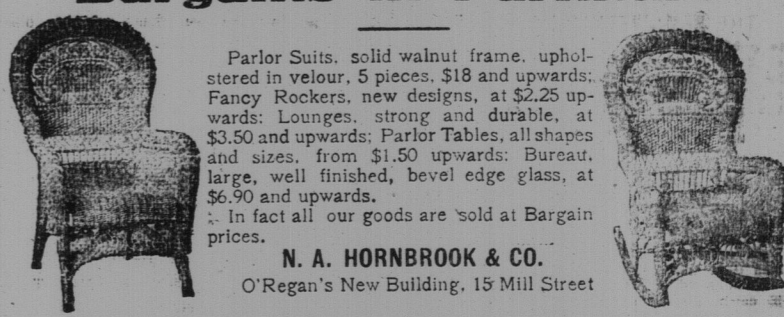 Parlor Suits, solid walnut frame, uphol-
stered in velour, 5 pieces, $18 and upwards;
Fancy Rockers, new designs, at $2.25 up-
wards: Lounges, strong and durable, at
$3.50 and upwards; Parlor Tables, all shapes
and sizes, from $1.50 upwards: Bureau,
large, well finished, bevel edge glass, at
$6.90 and upwards.
In fact all our goods are sold at Bargain
prices.
N. A. HORNBROOK & CO.
O'Regan's New Building, 15 Mill Street